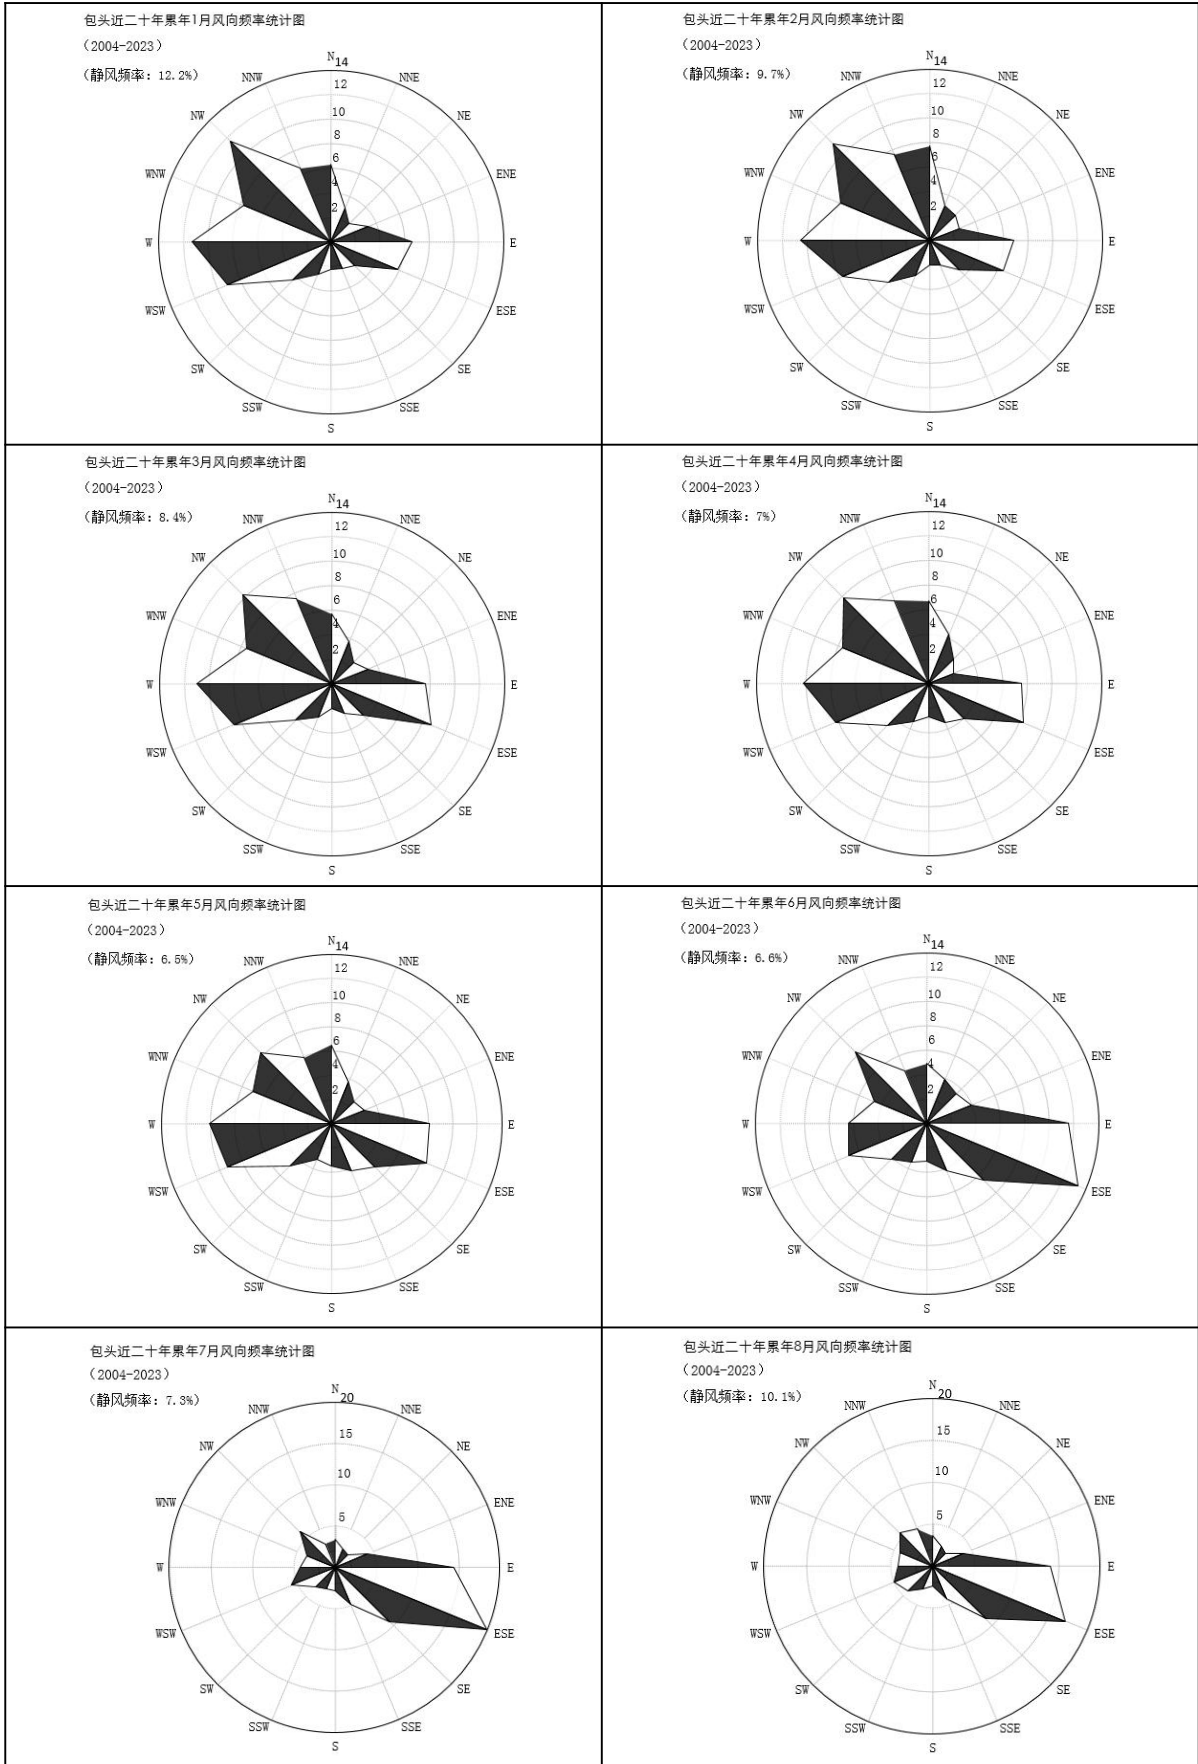 包头近二十年累年1月风向频率统计图
（2004-2023）
（静风频率：12.2%）
N
14
NNW
NNE
12
NW
NE
10
8
6
WNW
ENE
4
2
W
E
WSW
ESE
SW
SE
SSW
SSE
S
包头近二十年累年2月风向频率统计图
（2004-2023）
（静风频率：9.7%）
N
14
NNW
NNE
12
NW
NE
10
8
6
WNW
ENE
4
2
W
E
WSW
ESE
SW
SE
SSW
SSE
S
包头近二十年累年3月风向频率统计图
（2004-2023）
（静风频率：8.4%）
N
14
NNW
NNE
12
NW
NE
10
8
6
WNW
ENE
4
2
W
E
WSW
ESE
SW
SE
SSW
SSE
S
包头近二十年累年4月风向频率统计图
（2004-2023）
（静风频率：7%）
N
14
NNW
NNE
12
NW
NE
10
8
6
WNW
ENE
4
2
W
E
WSW
ESE
SW
SE
SSW
SSE
S
包头近二十年累年5月风向频率统计图
（2004-2023）
（静风频率：6.5%）
N
14
NNW
NNE
12
NW
NE
10
8
6
WNW
ENE
4
2
W
E
WSW
ESE
SW
SE
SSW
SSE
S
包头近二十年累年6月风向频率统计图
（2004-2023）
（静风频率：6.6%）
N
14
NNW
NNE
12
NW
NE
10
8
6
WNW
ENE
4
2
W
E
WSW
ESE
SW
SE
SSW
SSE
S
包头近二十年累年7月风向频率统计图
（2004-2023）
（静风频率：7.3%）
N
20
NNW
NNE
15
NW
NE
10
WNW
ENE
5
W
E
WSW
ESE
SW
SE
SSW
SSE
S
包头近二十年累年8月风向频率统计图
（2004-2023）
（静风频率：10.1%）
N
20
NNW
NNE
15
NW
NE
10
WNW
ENE
5
W
E
WSW
ESE
SW
SE
SSW
SSE
S